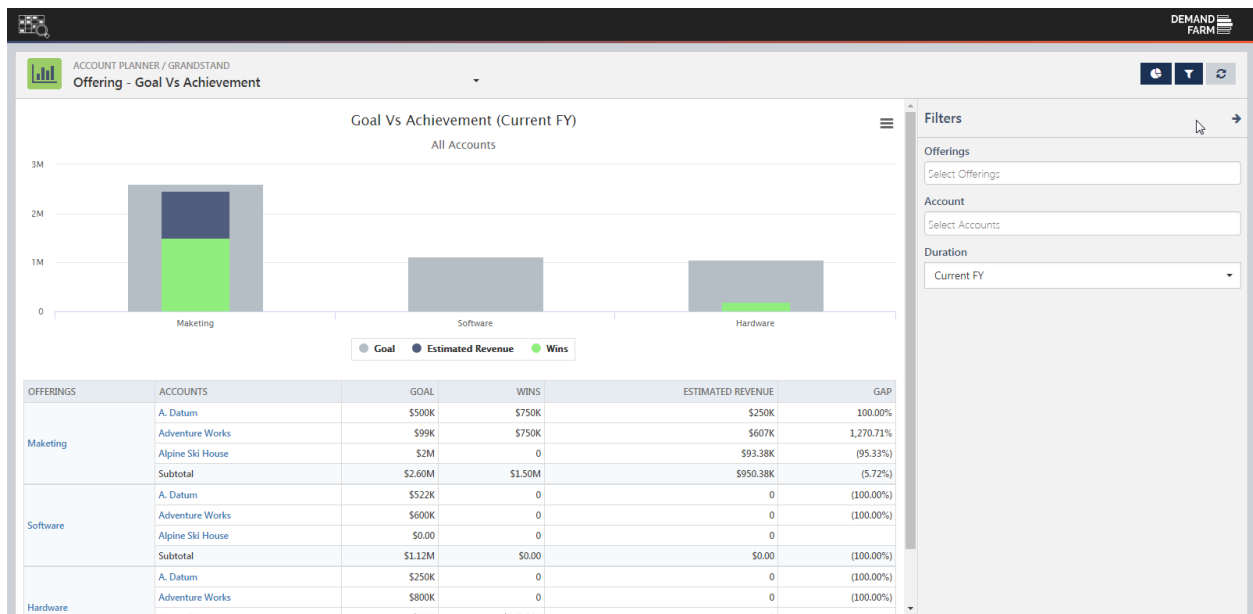 DEMAND
FARM
ACCOUNT PLANNER / GRANDSTAND
Offering - Goal Vs Achievement
Goal Vs Achievement (Current FY)
All Accounts
3M
2M
1M
0
Maketing Software Hardware
Goal Estimated Revenue Wins
Filters
Offerings
Select Offerings
Account
Select Accounts
Duration
Current FY
OFFERINGS ACCOUNTS GOAL WINS ESTIMATED REVENUE GAP
Maketing
A. Datum $500K $750K $250K 100.00%
Adventure Works $99K $750K $607K 1,270.71%
Alpine Ski House $2M 0 $93.38K (95.33%)
Subtotal $2.60M $1.50M $950.38K (5.72%)
Software
A. Datum $522K 0 0 (100.00%)
Adventure Works $600K 0 0 (100.00%)
Alpine Ski House $0.00 0 0
Subtotal $1.12M $0.00 $0.00 (100.00%)
Hardware
A. Datum $250K 0 0 (100.00%)
Adventure Works $800K 0 0 (100.00%)